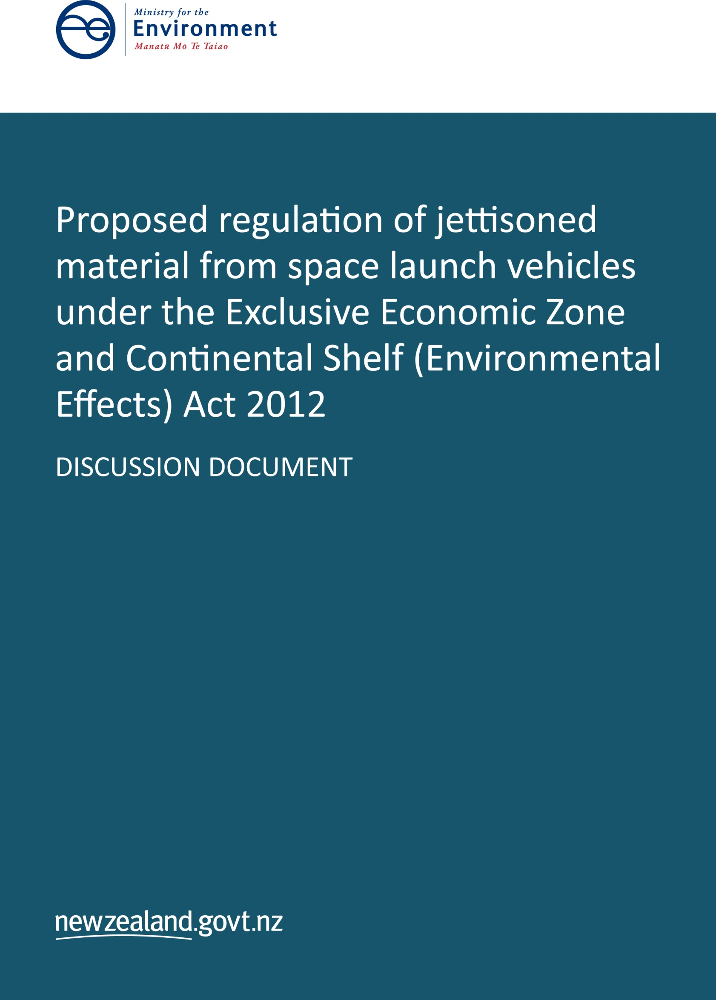 Ministry for the
Environment
Manatū Mō Te Taiao
Proposed regulation of jettisoned
material from space launch vehicles
under the Exclusive Economic Zone
and Continental Shelf (Environmental
Effects) Act 2012
DISCUSSION DOCUMENT
newzealand.govt.nz